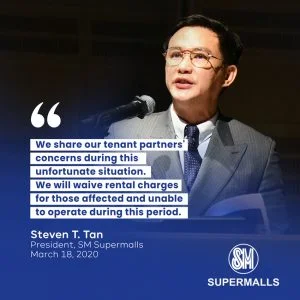 “
We share our tenant partners'
concerns during this
unfortunate situation.
We will waive rental charges
for those affected and unable
to operate during this period.
Steven T. Tan
President, SM Supermalls
March 18, 2020
SM
SUPERMALLS